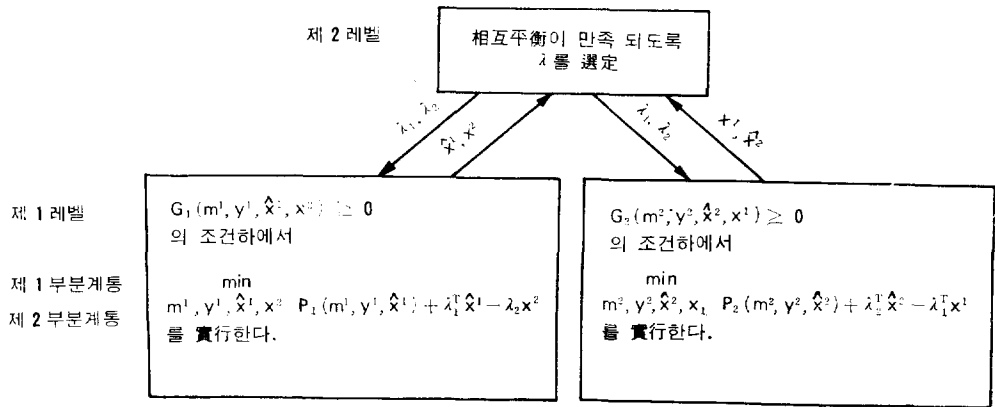 제 2 레벨
相互平衡이 만족 되도록
λ를 選定
λ₁, λ₂
x̂¹, x²
λ₁, λ₂
x¹, x̂²
제 1 레벨
G₁(m¹, y¹, x̂¹, x²) ≥ 0
의 조건하에서
G₂(m², y², x̂², x¹) ≥ 0
의 조건하에서
제 1 부분계통
제 2 부분계통
min
m¹, y¹, x̂¹, x² P₁(m¹, y¹, x̂¹) + λ₁ᵀx̂¹ − λ₂x²
를 實行한다.
min
m², y², x̂², x₁ P₂(m², y², x̂²) + λ₂ᵀx̂² − λ₁ᵀx¹
를 實行한다.